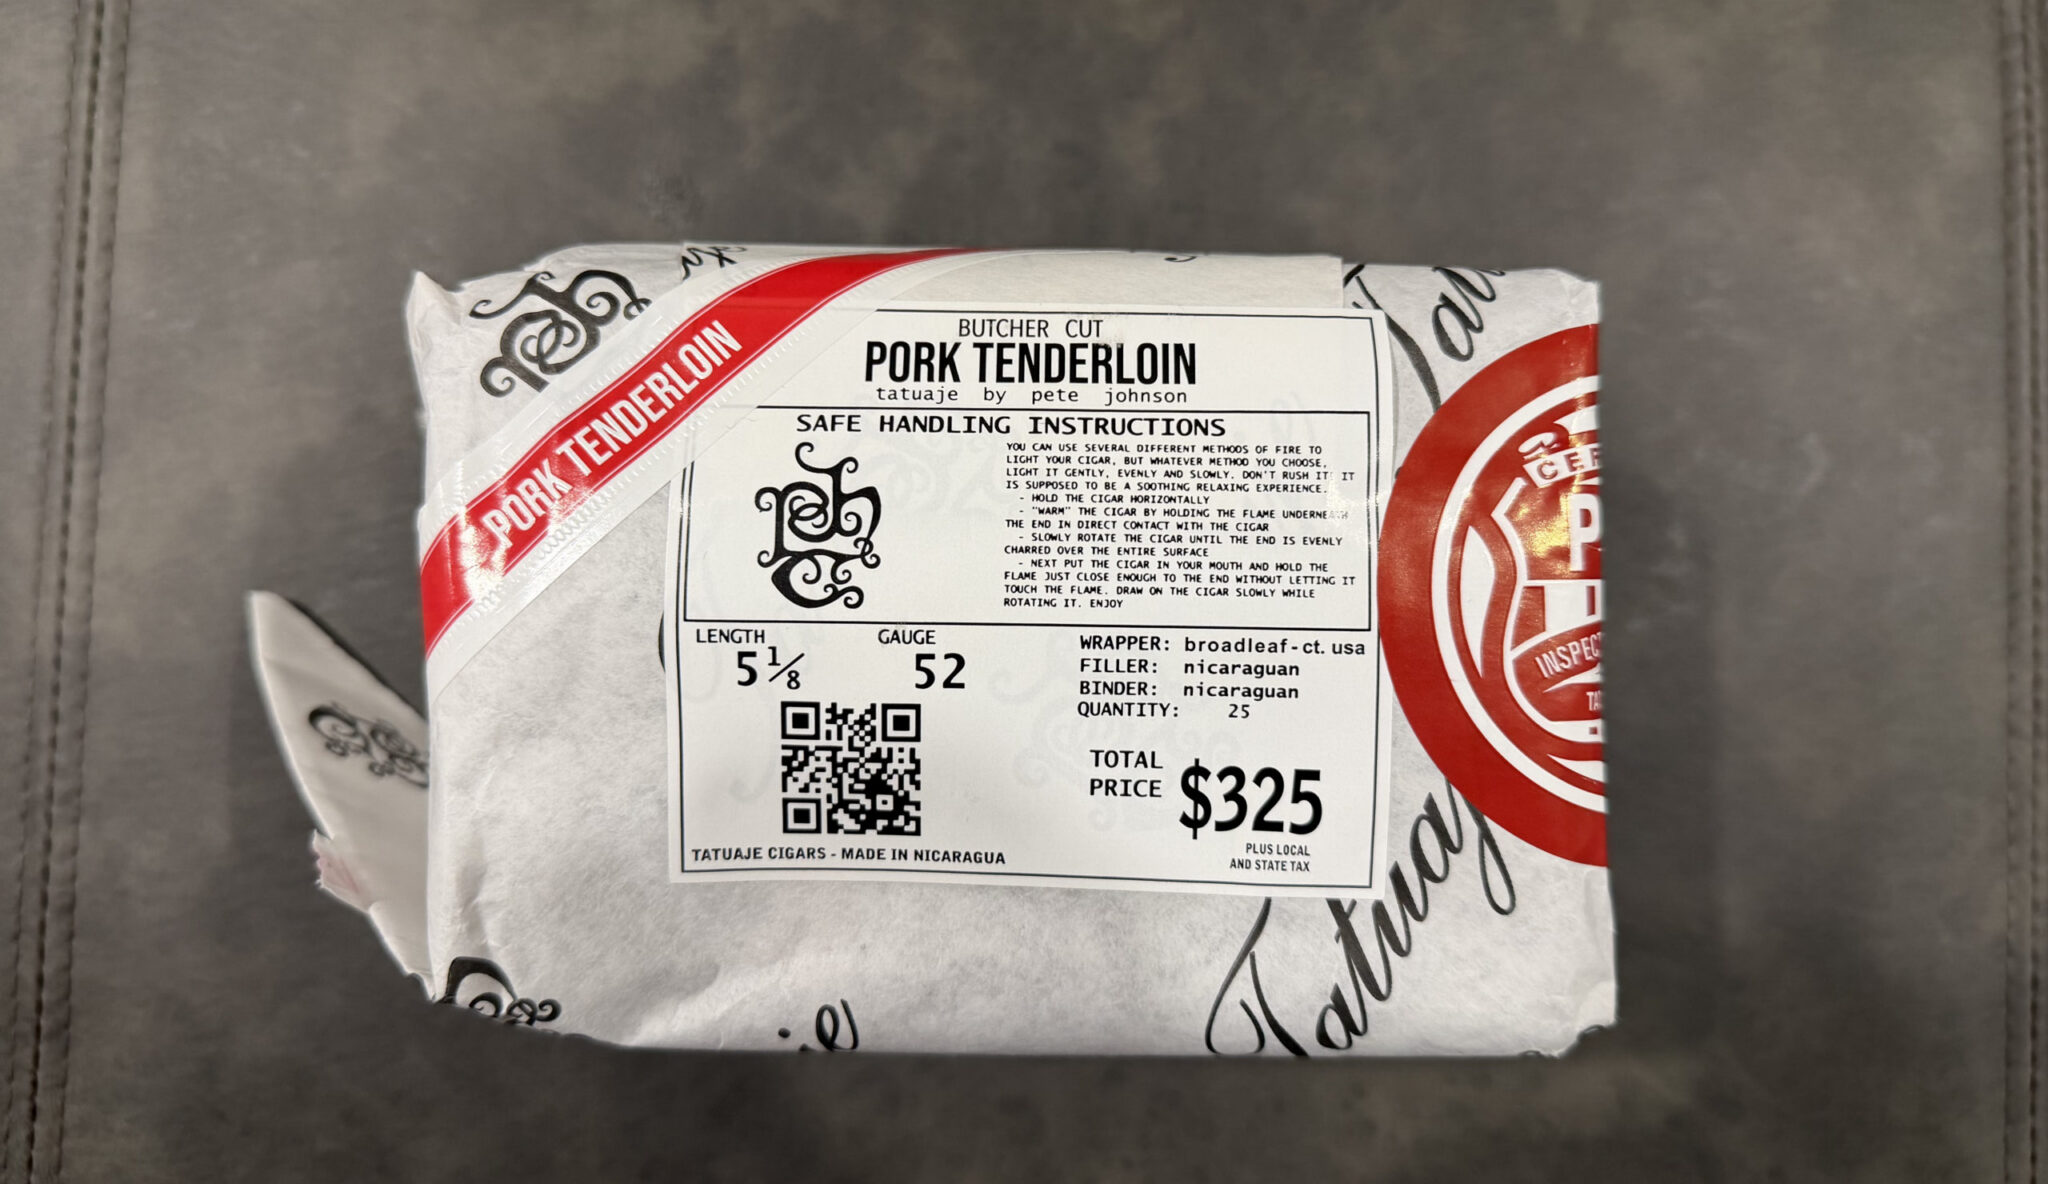 PORK TENDERLOIN
BUTCHER CUT
PORK TENDERLOIN
tatuaje by pete johnson
SAFE HANDLING INSTRUCTIONS
YOU CAN USE SEVERAL DIFFERENT METHODS OF FIRE TO
LIGHT YOUR CIGAR, BUT WHATEVER METHOD YOU CHOOSE,
LIGHT IT GENTLY, EVENLY AND SLOWLY. DON'T RUSH IT! IT
IS SUPPOSED TO BE A SOOTHING RELAXING EXPERIENCE.
- HOLD THE CIGAR HORIZONTALLY
- "WARM" THE CIGAR BY HOLDING THE FLAME UNDERNEATH
THE END IN DIRECT CONTACT WITH THE CIGAR
- SLOWLY ROTATE THE CIGAR UNTIL THE END IS EVENLY
CHARRED OVER THE ENTIRE SURFACE
- NEXT PUT THE CIGAR IN YOUR MOUTH AND HOLD THE
FLAME JUST CLOSE ENOUGH TO THE END WITHOUT LETTING IT
TOUCH THE FLAME. DRAW ON THE CIGAR SLOWLY WHILE
ROTATING IT. ENJOY
LENGTH
5 1/8
GAUGE
52
WRAPPER: broadleaf-ct. usa
FILLER: nicaraguan
BINDER: nicaraguan
QUANTITY: 25
TOTAL
PRICE $325
PLUS LOCAL
AND STATE TAX
TATUAJE CIGARS - MADE IN NICARAGUA
INSPEC
Tatuaj